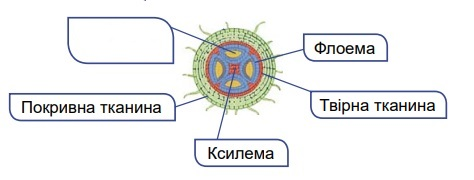 Флоема
Покривна тканина
Твірна тканина
Ксилема